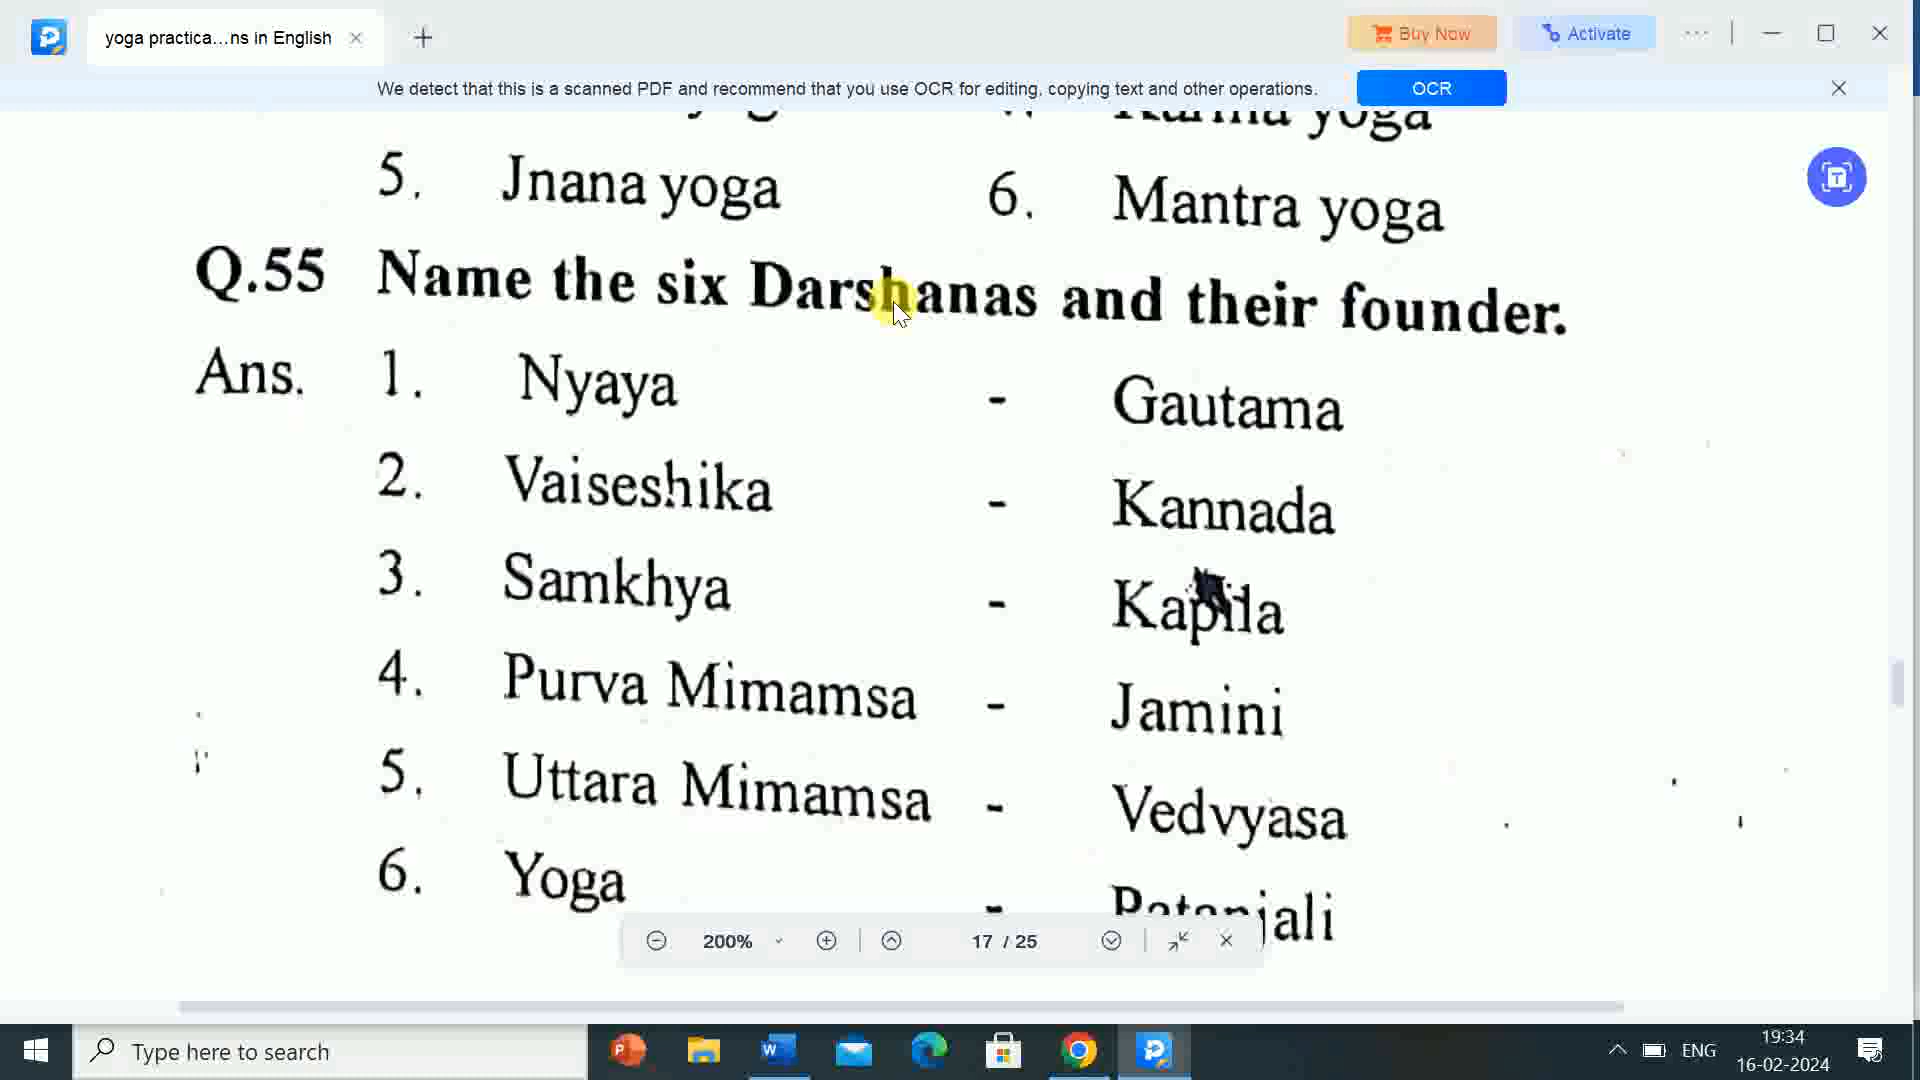 yoga practica...ns in English
Buy Now
Activate
We detect that this is a scanned PDF and recommend that you use OCR for editing, copying text and other operations.
OCR
Karma yoga
5. Jnana yoga 6. Mantra yoga
Q.55 Name the six Darshanas and their founder.
Ans. 1. Nyaya - Gautama
2. Vaiseshika - Kannada
3. Samkhya - Kapila
4. Purva Mimamsa - Jamini
5. Uttara Mimamsa - Vedvyasa
6. Yoga - Patanjali
200% 17 / 25
Type here to search
ENG
19:34
16-02-2024